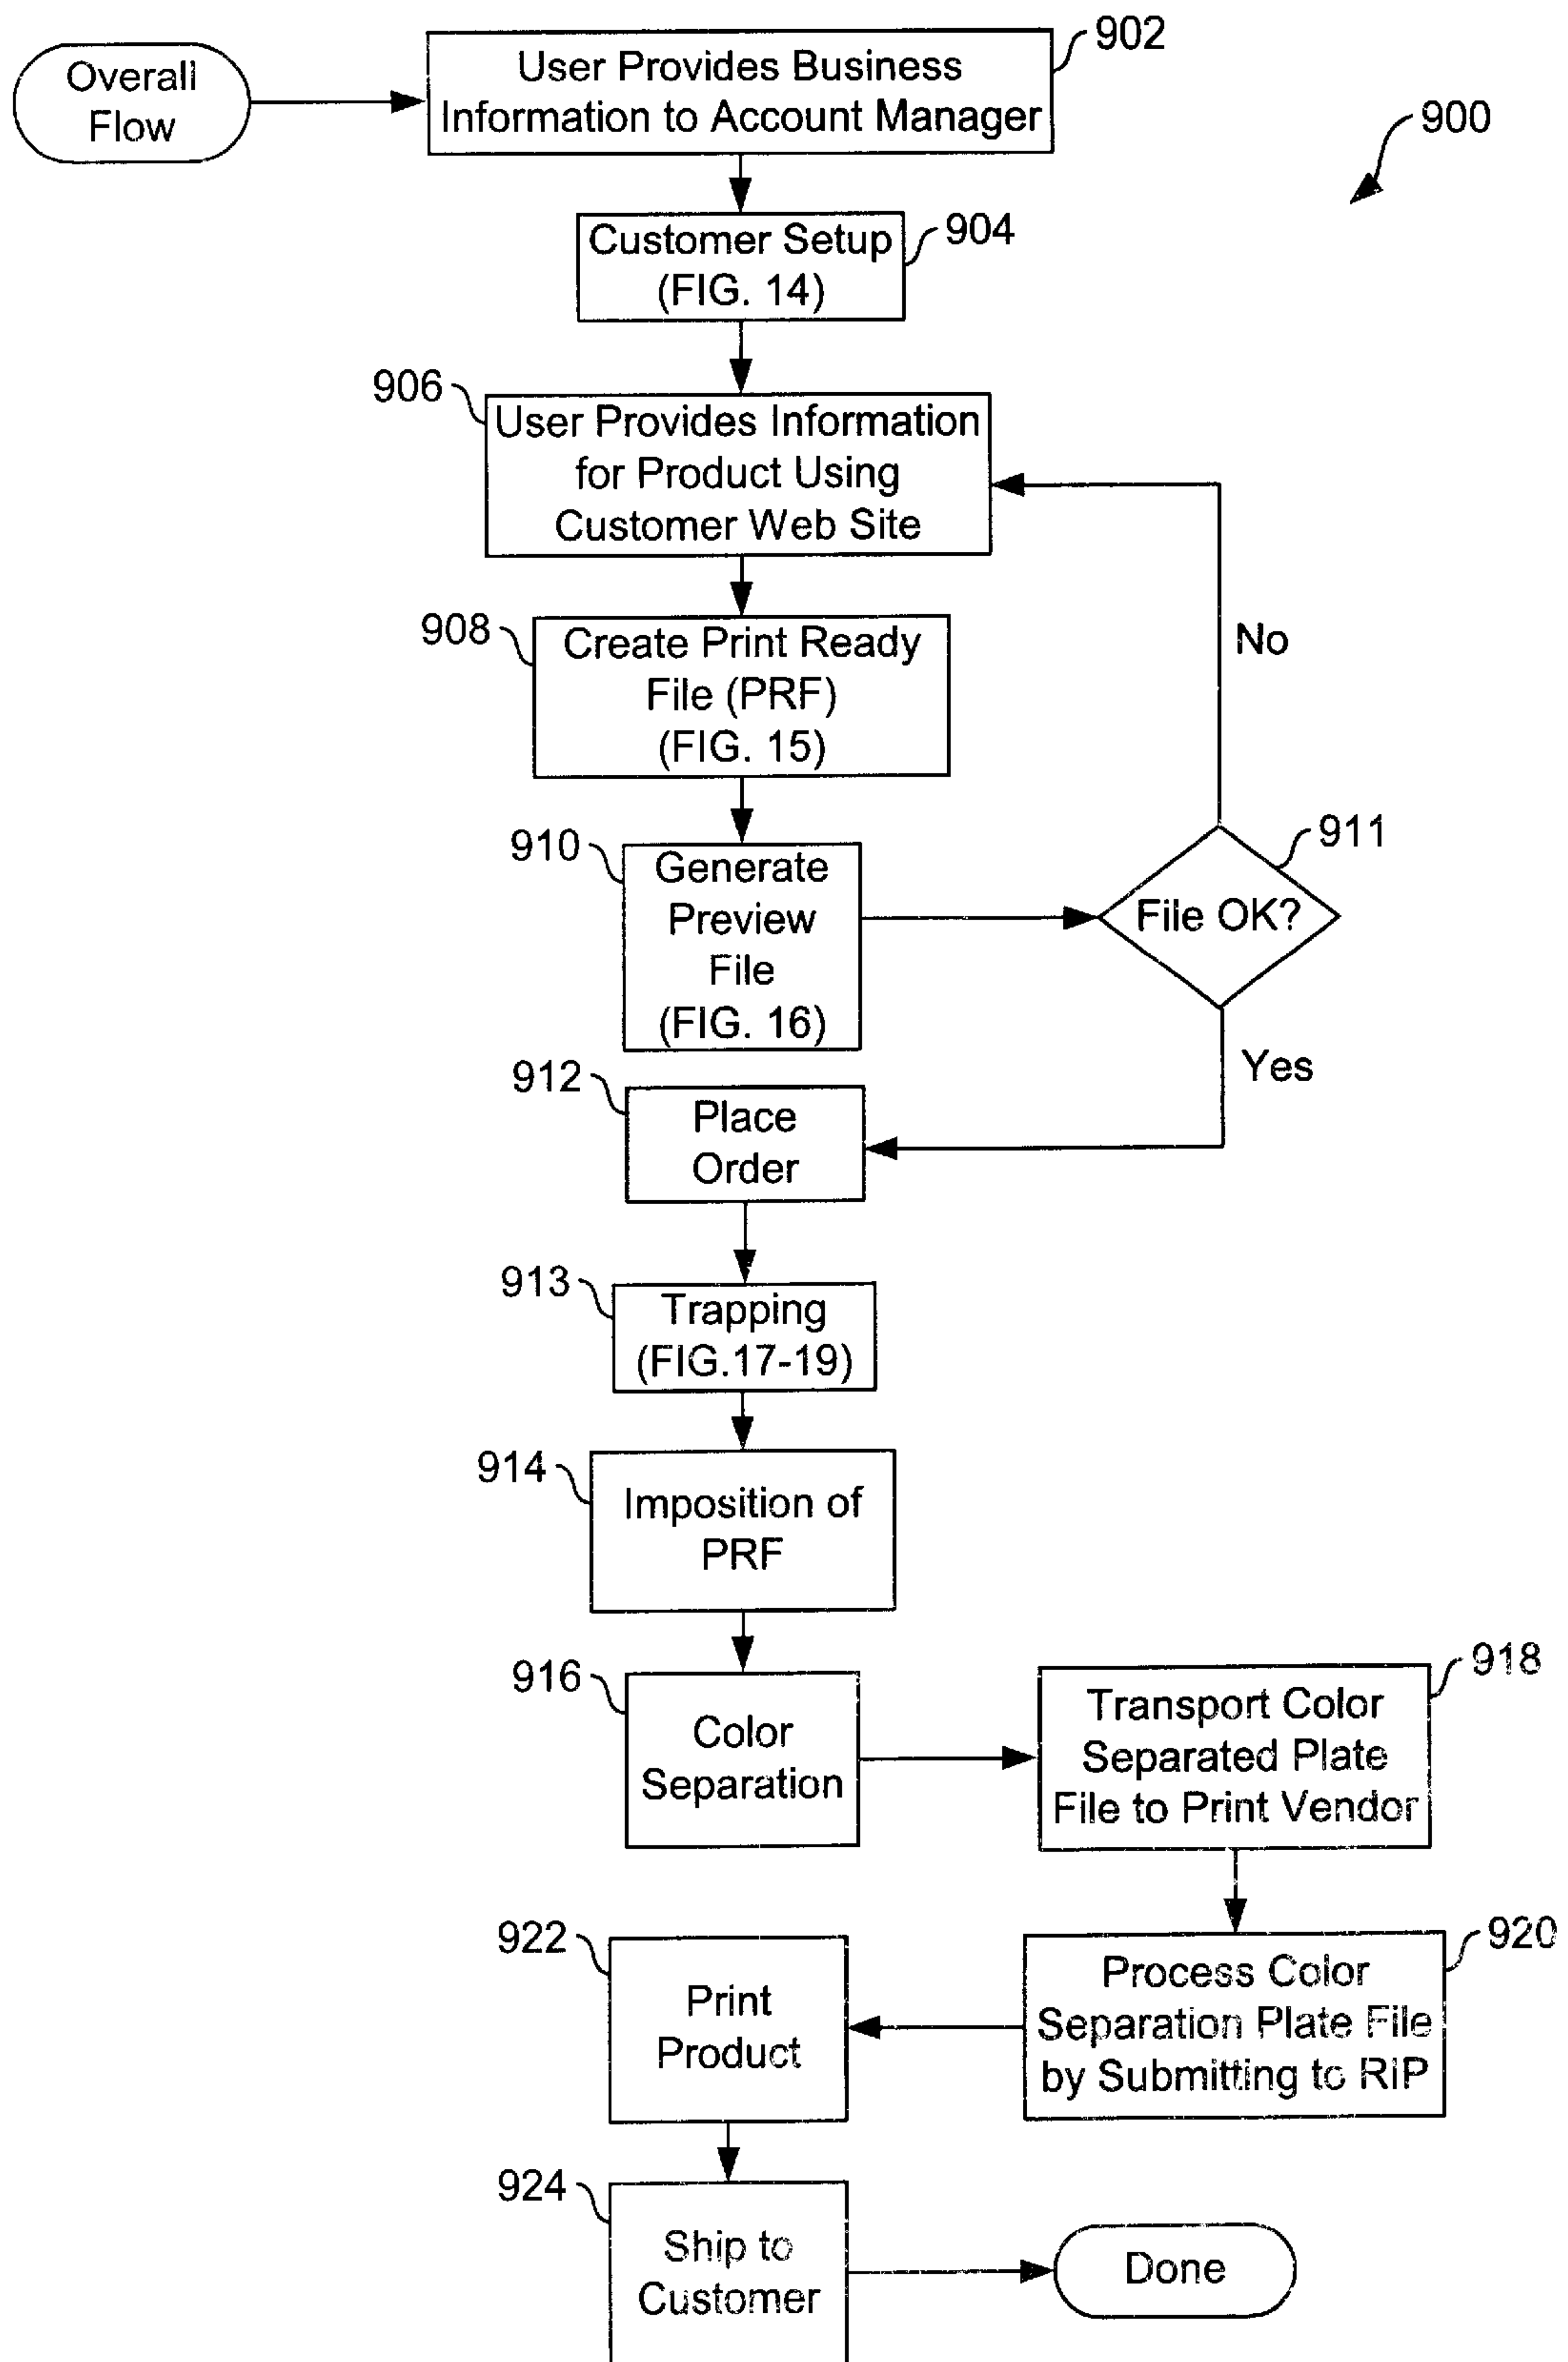 Overall
Flow
User Provides Business
Information to Account Manager
902
900
Customer Setup
(FIG. 14)
904
906
User Provides Information
for Product Using
Customer Web Site
908
Create Print Ready
File (PRF)
(FIG. 15)
No
910
Generate
Preview
File
(FIG. 16)
911
File OK?
Yes
912
Place
Order
913
Trapping
(FIG.17-19)
914
Imposition of
PRF
916
Color
Separation
918
Transport Color
Separated Plate
File to Print Vendor
920
Process Color
Separation Plate File
by Submitting to RIP
922
Print
Product
924
Ship to
Customer
Done